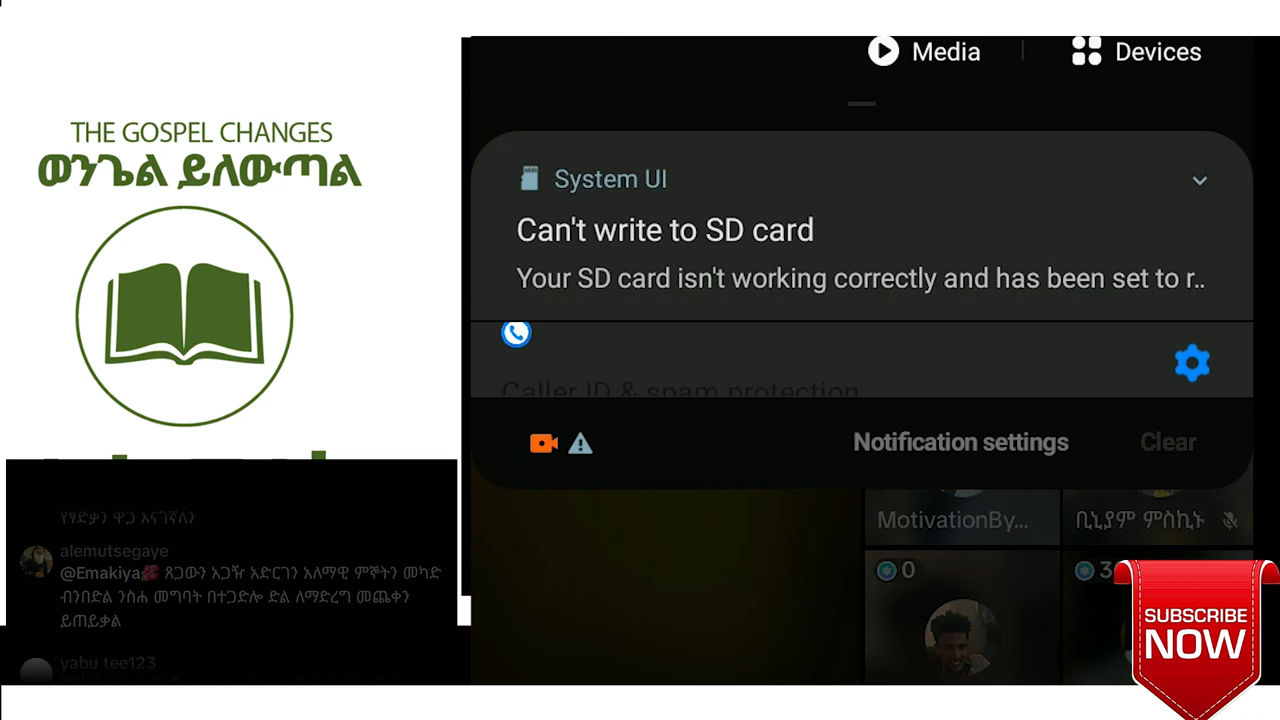 THE GOSPEL CHANGES
ወንጌል ይለውጣል
Media
Devices
System UI
Can't write to SD card
Your SD card isn't working correctly and has been set to r..
Caller ID & spam protection
Notification settings
Clear
MotivationBy...
ቢኒያም ምስኪኑ
0
የፃድቃን ዋጋ እናገኛለን
alemutsegaye
@Emakiya🌺 ጸጋውን አጋዥ አድርገን አለማዊ ምኞትን መካድ
ብንበድል ንስሐ መግባት በተጋድሎ ድል ለማድረግ መጨቀን
ይጠይቃል
yabu tee123
SUBSCRIBE
NOW